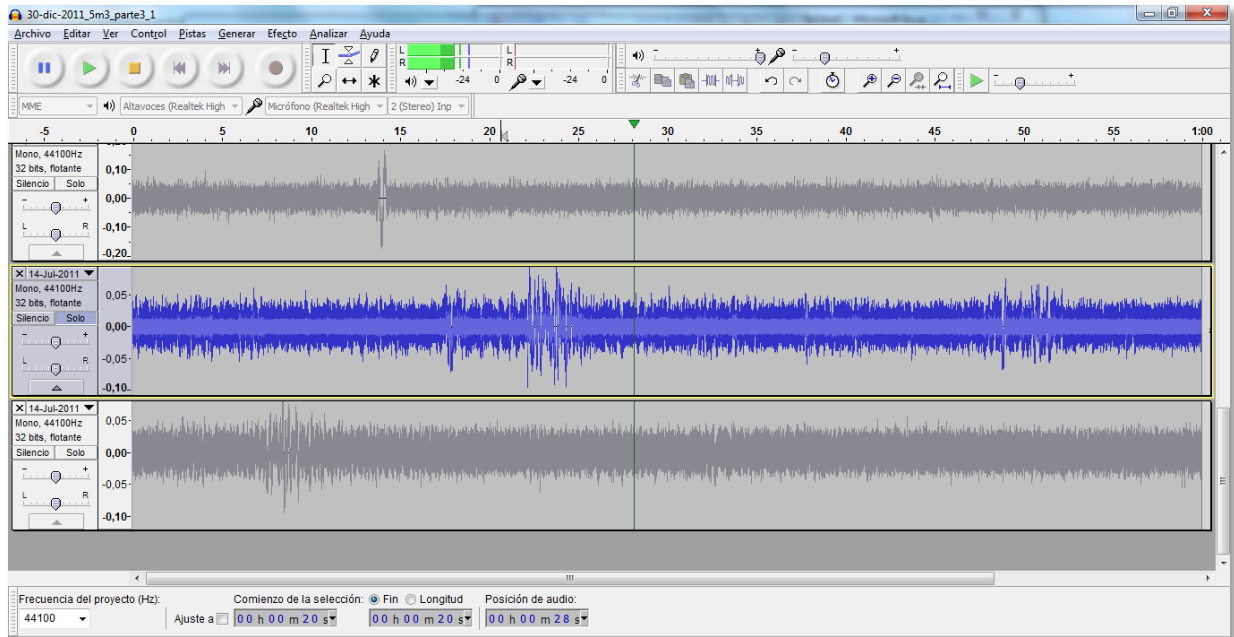 30-dic-2011_5m3_parte3_1
Archivo Editar Ver Control Pistas Generar Efecto Analizar Ayuda
L
R
-24 0
L
R
-24 0
- +
- +
- +
MME
Altavoces (Realtek High
Micrófono (Realtek High
2 (Stereo) Inp
-5 0 5 10 15 20 25 30 35 40 45 50 55 1:00
Mono, 44100Hz
32 bits, flotante
Silencio Solo
- +
L R
0,10-
0,00-
-0,10-
-0,20-
X 14-Jul-2011
Mono, 44100Hz
32 bits, flotante
Silencio Solo
- +
L R
0,05-
0,00-
-0,05-
-0,10-
X 14-Jul-2011
Mono, 44100Hz
32 bits, flotante
Silencio Solo
- +
L R
0,05-
0,00-
-0,05-
-0,10-
Frecuencia del proyecto (Hz): Comienzo de la selección: Fin Longitud Posición de audio:
44100 Ajuste a 00 h 00 m 20 s 00 h 00 m 20 s 00 h 00 m 28 s